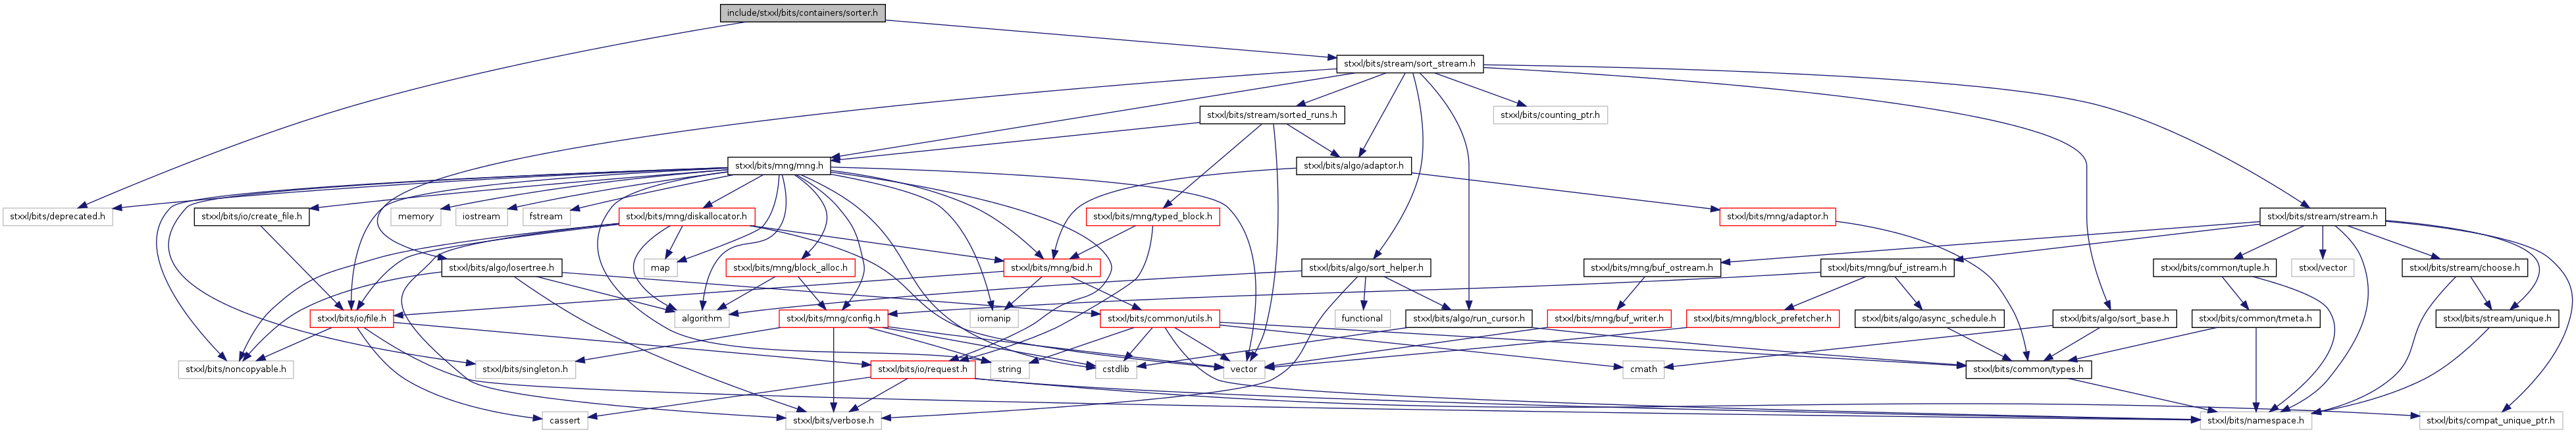 include/stxxl/bits/containers/sorter.h
stxxl/bits/stream/sort_stream.h
stxxl/bits/stream/sorted_runs.h
stxxl/bits/counting_ptr.h
stxxl/bits/mng/mng.h
stxxl/bits/algo/adaptor.h
stxxl/bits/deprecated.h
stxxl/bits/io/create_file.h
memory
iostream
fstream
stxxl/bits/mng/diskallocator.h
stxxl/bits/mng/typed_block.h
stxxl/bits/mng/adaptor.h
stxxl/bits/stream/stream.h
stxxl/bits/algo/losertree.h
map
stxxl/bits/mng/block_alloc.h
stxxl/bits/mng/bid.h
stxxl/bits/algo/sort_helper.h
stxxl/bits/mng/buf_ostream.h
stxxl/bits/mng/buf_istream.h
stxxl/bits/common/tuple.h
stxxl/vector
stxxl/bits/stream/choose.h
stxxl/bits/io/file.h
algorithm
stxxl/bits/mng/config.h
iomanip
stxxl/bits/common/utils.h
functional
stxxl/bits/algo/run_cursor.h
stxxl/bits/mng/buf_writer.h
stxxl/bits/mng/block_prefetcher.h
stxxl/bits/algo/async_schedule.h
stxxl/bits/algo/sort_base.h
stxxl/bits/common/tmeta.h
stxxl/bits/stream/unique.h
stxxl/bits/noncopyable.h
stxxl/bits/singleton.h
stxxl/bits/io/request.h
string
cstdlib
vector
cmath
stxxl/bits/common/types.h
cassert
stxxl/bits/verbose.h
stxxl/bits/namespace.h
stxxl/bits/compat_unique_ptr.h